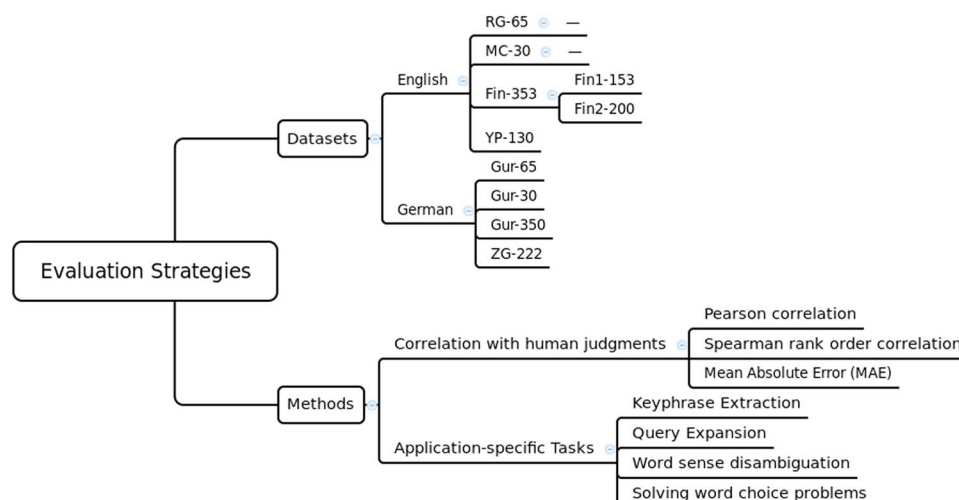 Evaluation Strategies
Datasets
English
RG-65 —
MC-30 —
Fin-353
Fin1-153
Fin2-200
YP-130
German
Gur-65
Gur-30
Gur-350
ZG-222
Methods
Correlation with human judgments
Pearson correlation
Spearman rank order correlation
Mean Absolute Error (MAE)
Application-specific Tasks
Keyphrase Extraction
Query Expansion
Word sense disambiguation
Solving word choice problems